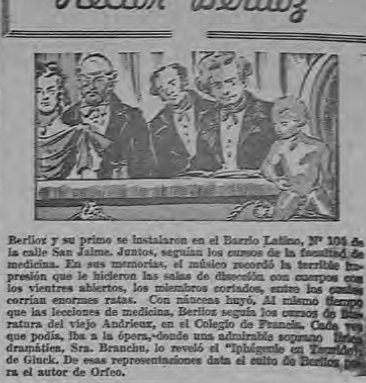 Hector Berlioz
Berlioz y su primo se instalaron en el Barrio Latino, Nº 104 de
la calle San Jaime. Juntos, seguían los cursos de la facultad de
medicina. En sus memorias, el músico recordó la terrible im-
presión que le hicieron las salas de disección con cuerpos con
los vientres abiertos, los miembros cortados, entre los cuales
corrían enormes ratas. Con náuseas huyó. Al mismo tiempo
que las lecciones de medicina, Berlioz seguía los cursos de lite-
ratura del viejo Andrieux, en el Colegio de Francia. Cada vez
que podía, iba a la ópera, donde una admirable soprano lírico
dramática, Sra. Branchu, lo reveló el "Iphégenie en Tauride"
de Gluck. De esas representaciones data el culto de Berlioz pa-
ra el autor de Orfeo.